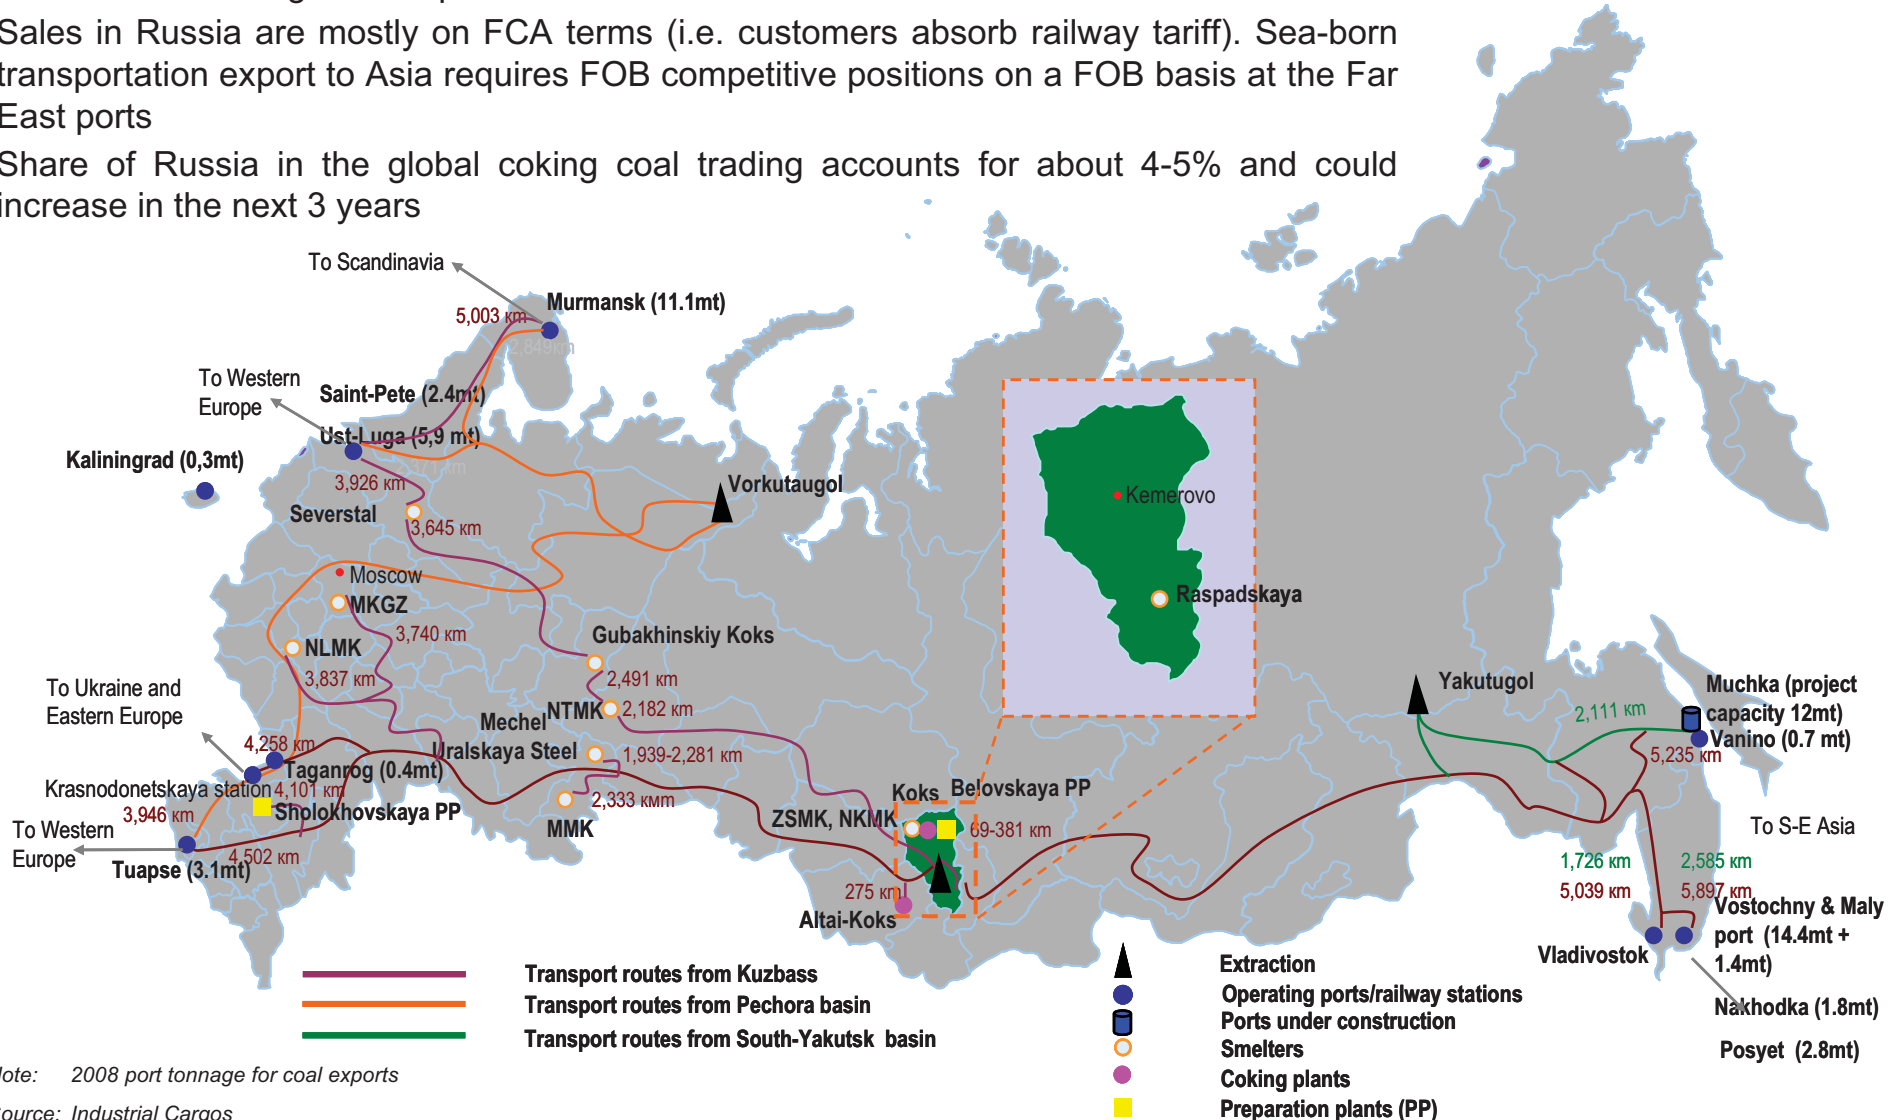 Sales in Russia are mostly on FCA terms (i.e. customers absorb railway tariff). Sea-born
transportation export to Asia requires FOB competitive positions on a FOB basis at the Far
East ports
Share of Russia in the global coking coal trading accounts for about 4-5% and could
increase in the next 3 years
To Scandinavia
Murmansk (11.1mt)
5,003 км
2,849км
To Western
Europe
Saint-Pete (2.4mt)
Ust-Luga (5,9 mt)
2,371 км
Kaliningrad (0,3mt)
3,926 км
Vorkutaugol
Severstal
3,645 км
Kemerovo
Moscow
MKGZ
Raspadskaya
3,740 км
Gubakhinskiy Koks
NLMK
3,837 км
2,491 км
Yakutugol
To Ukraine and
Eastern Europe
NTMK
2,182 км
Muchka (project
capacity 12mt)
2,111 км
Mechel
Uralskaya Steel
1,939-2,281 км
Vanino (0.7 mt)
5,235 км
4,258 км
Taganrog (0.4mt)
Krasnodonetskaya station
4,101 км
Koks
Belovskaya PP
2,333 кмm
Sholokhovskaya PP
3,946 км
MMK
ZSMK, NKMK
69-381 км
To S-E Asia
To Western
Europe
4,502 км
Tuapse (3.1mt)
1,726 км
2,585 км
275 км
5,039 км
5,897 км
Altai-Koks
Vostochny & Maly
port (14.4mt +
1.4mt)
Vladivostok
Nakhodka (1.8mt)
Posyet (2.8mt)
Transport routes from Kuzbass
Transport routes from Pechora basin
Transport routes from South-Yakutsk basin
Extraction
Operating ports/railway stations
Ports under construction
Smelters
Coking plants
Preparation plants (PP)
Note: 2008 port tonnage for coal exports
Source: Industrial Cargos